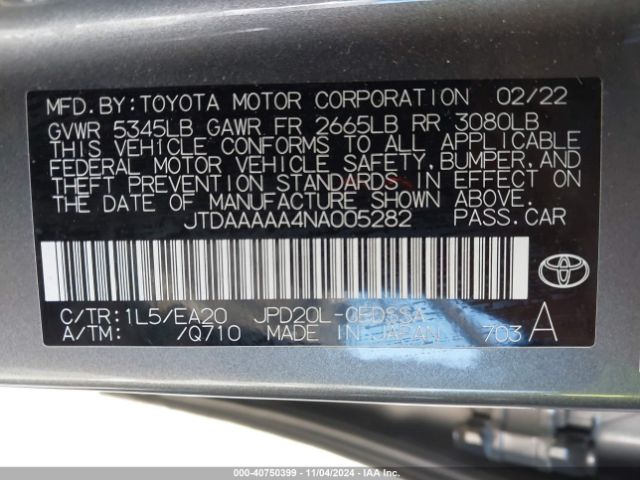 MFD.BY:TOYOTA MOTOR CORPORATION 02/22
GVWR 5345LB GAWR FR 2665LB RR 3080LB
THIS VEHICLE CONFORMS TO ALL APPLICABLE
FEDERAL MOTOR VEHICLE SAFETY,BUMPER,AND
THEFT PREVENTION STANDARDS IN EFFECT ON
THE DATE OF MANUFACTURE SHOWN ABOVE.
JTDAAAAA4NA005282 PASS.CAR
C/TR:1L5/EA20 JPD20L-CEDSSA
A/TM: /Q710 MADE IN JAPAN 703 A
000-40750399 - 11/04/2024 - IAAI.COM